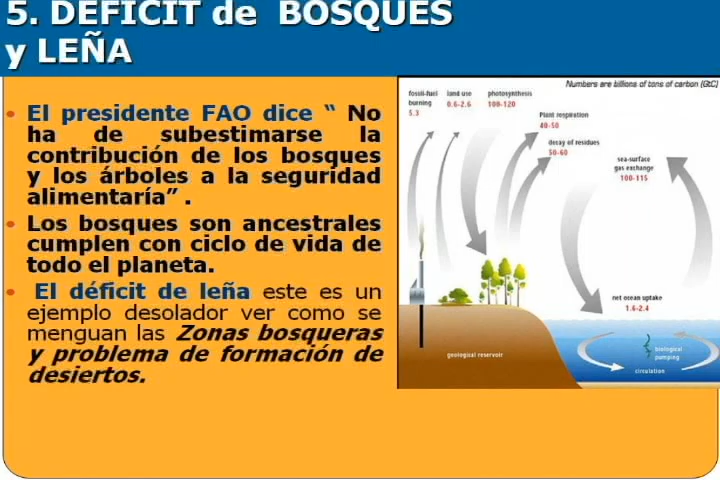 5. DEFICIT de BOSQUES
y LEÑA
• El presidente FAO dice “ No
ha de subestimarse la
contribución de los bosques
y los árboles a la seguridad
alimentaría” .
• Los bosques son ancestrales
cumplen con ciclo de vida de
todo el planeta.
• El déficit de leña este es un
ejemplo desolador ver como se
menguan las Zonas bosqueras
y problema de formación de
desiertos.
Numbers are billions of tons of carbon (GtC)
fossil-fuel
burning
5.3
land use
0.6-2.6
photosynthesis
100-120
Plant respiration
40-50
decay of residues
50-60
sea-surface
gas exchange
100-115
net ocean uptake
1.6-2.4
geological reservoir
biological
pumping
circulation